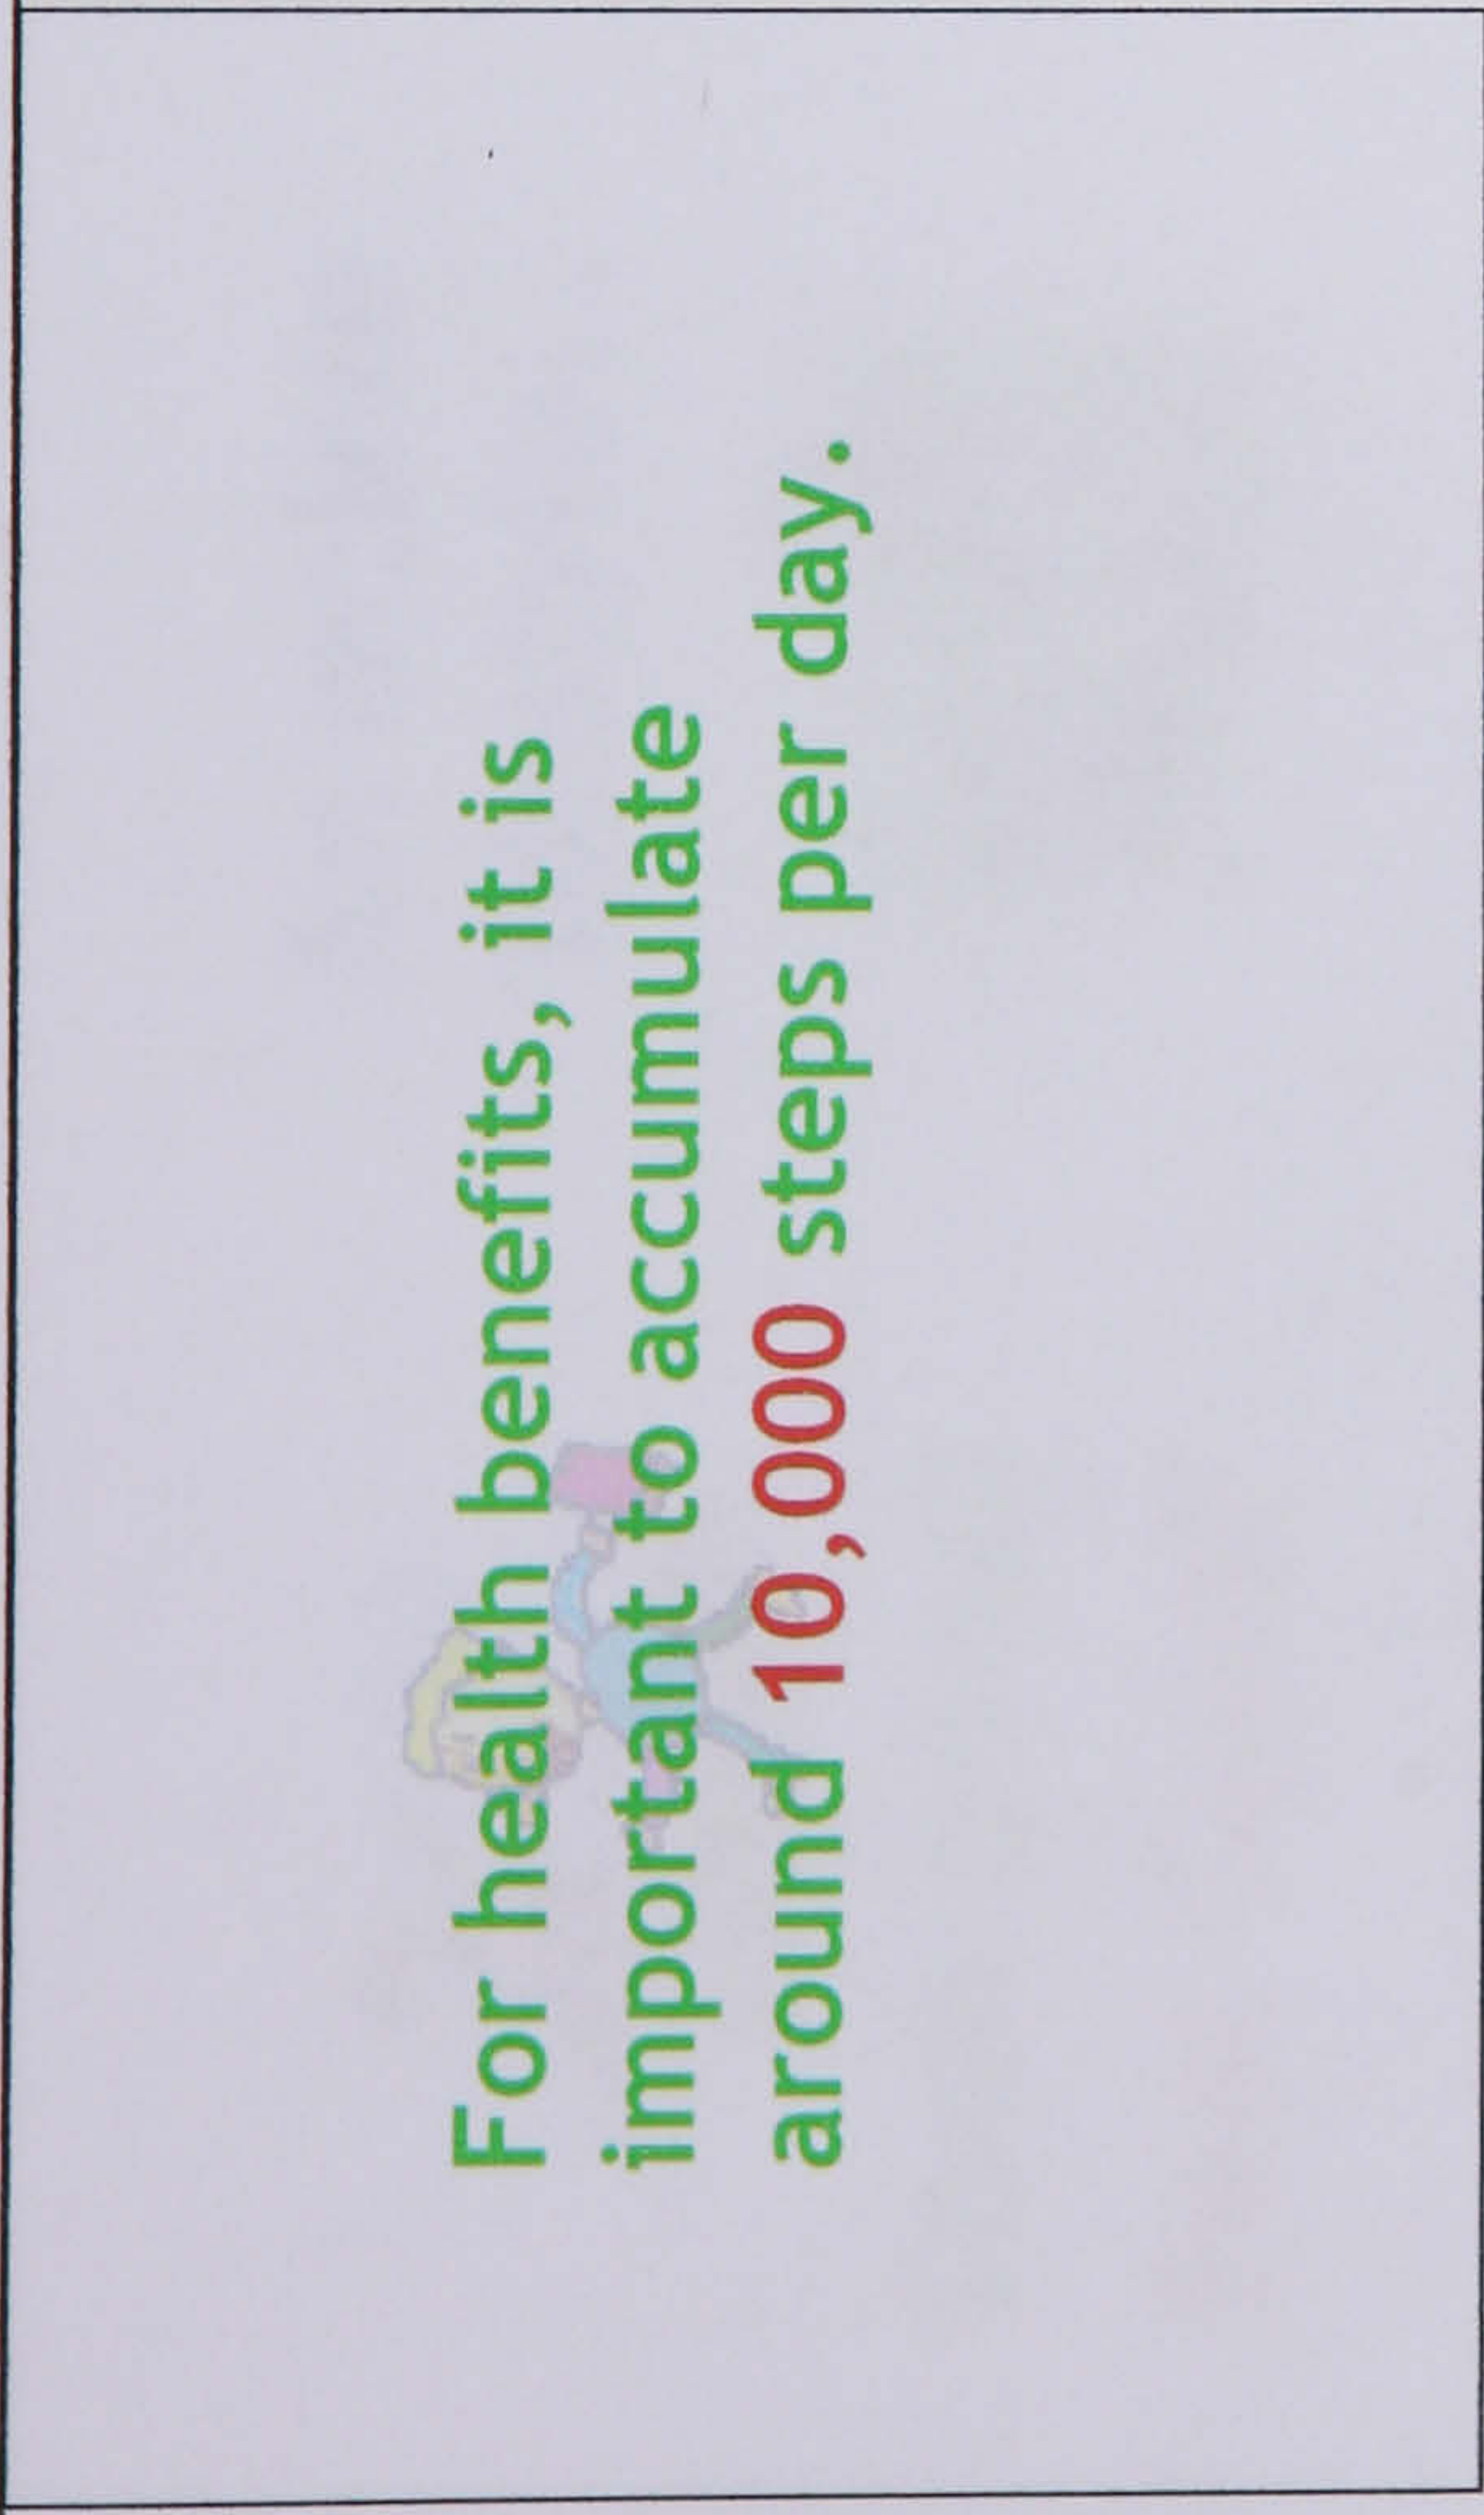 For health benefits, it is
important to accumulate
around 10,000 steps per day.